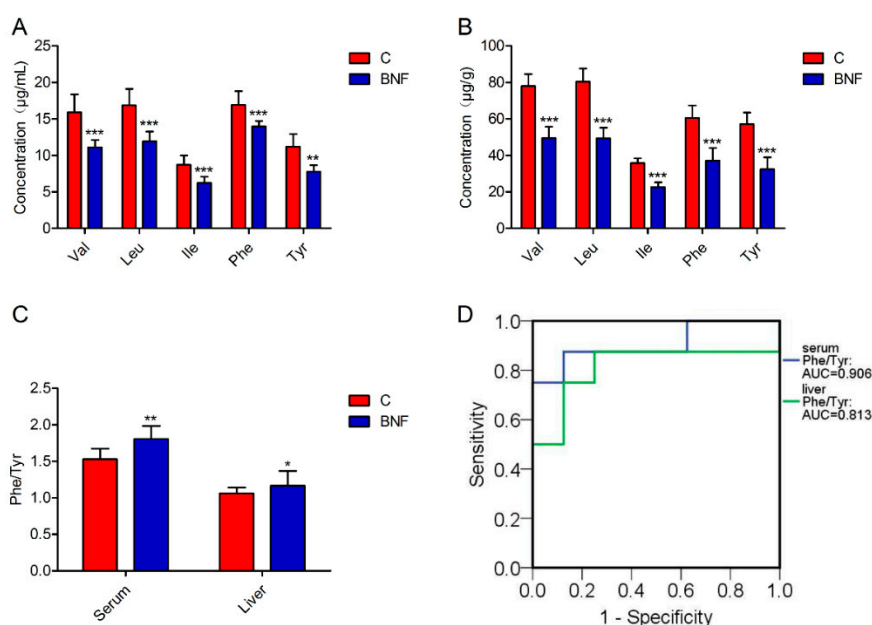 A
Concentration (μg/mL)
25
20
15
10
5
0
***
***
***
***
**
Val
Leu
Ile
Phe
Tyr
C
BNF
B
Concentration (μg/g)
100
80
60
40
20
0
***
***
***
***
***
Val
Leu
Ile
Phe
Tyr
C
BNF
C
Phe/Tyr
2.5
2.0
1.5
1.0
0.5
0.0
**
*
Serum
Liver
C
BNF
D
Sensitivity
1.0
0.8
0.6
0.4
0.2
0.0
0.0 0.2 0.4 0.6 0.8 1.0
1 - Specificity
serum
Phe/Tyr:
AUC=0.906
liver
Phe/Tyr:
AUC=0.813